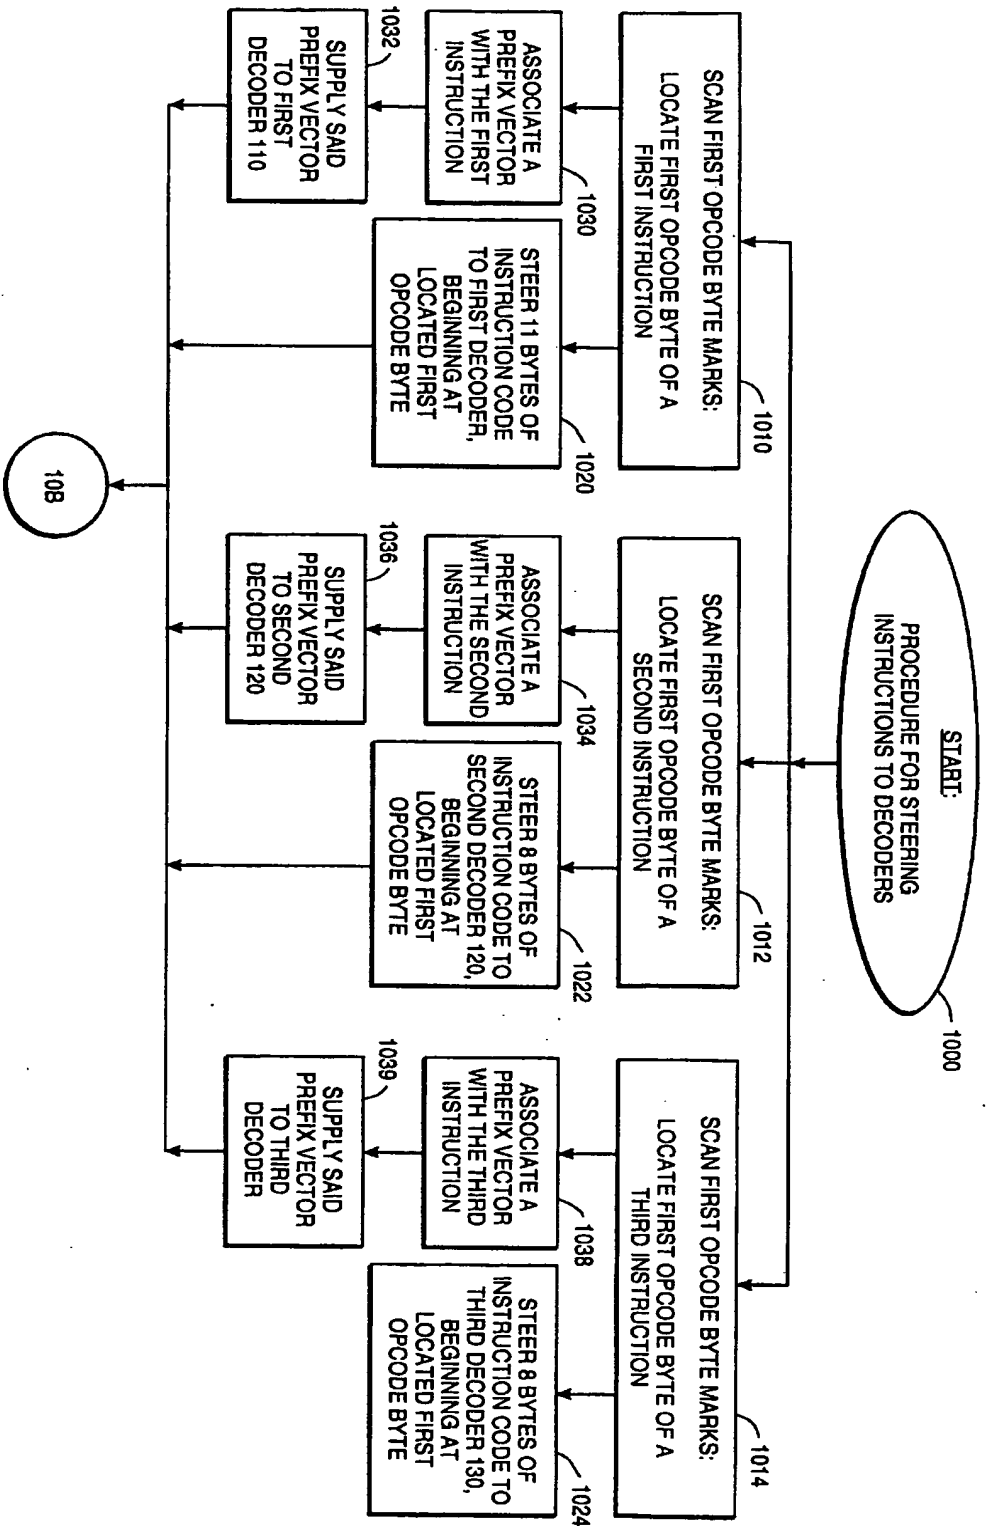 START:
PROCEDURE FOR STEERING
INSTRUCTIONS TO DECODERS
1000
SCAN FIRST OPCODE BYTE MARKS:
LOCATE FIRST OPCODE BYTE OF A
FIRST INSTRUCTION
1010
SCAN FIRST OPCODE BYTE MARKS:
LOCATE FIRST OPCODE BYTE OF A
SECOND INSTRUCTION
1012
SCAN FIRST OPCODE BYTE MARKS:
LOCATE FIRST OPCODE BYTE OF A
THIRD INSTRUCTION
1014
ASSOCIATE A
PREFIX VECTOR
WITH THE FIRST
INSTRUCTION
1030
STEER 11 BYTES OF
INSTRUCTION CODE
TO FIRST DECODER,
BEGINNING AT
LOCATED FIRST
OPCODE BYTE
1020
ASSOCIATE A
PREFIX VECTOR
WITH THE SECOND
INSTRUCTION
1034
STEER 8 BYTES OF
INSTRUCTION CODE TO
SECOND DECODER 120,
BEGINNING AT
LOCATED FIRST
OPCODE BYTE
1022
ASSOCIATE A
PREFIX VECTOR
WITH THE THIRD
INSTRUCTION
1038
STEER 8 BYTES OF
INSTRUCTION CODE TO
THIRD DECODER 130,
BEGINNING AT
LOCATED FIRST
OPCODE BYTE
1024
1032
SUPPLY SAID
PREFIX VECTOR
TO FIRST
DECODER 110
1036
SUPPLY SAID
PREFIX VECTOR
TO SECOND
DECODER 120
1039
SUPPLY SAID
PREFIX VECTOR
TO THIRD
DECODER
10B